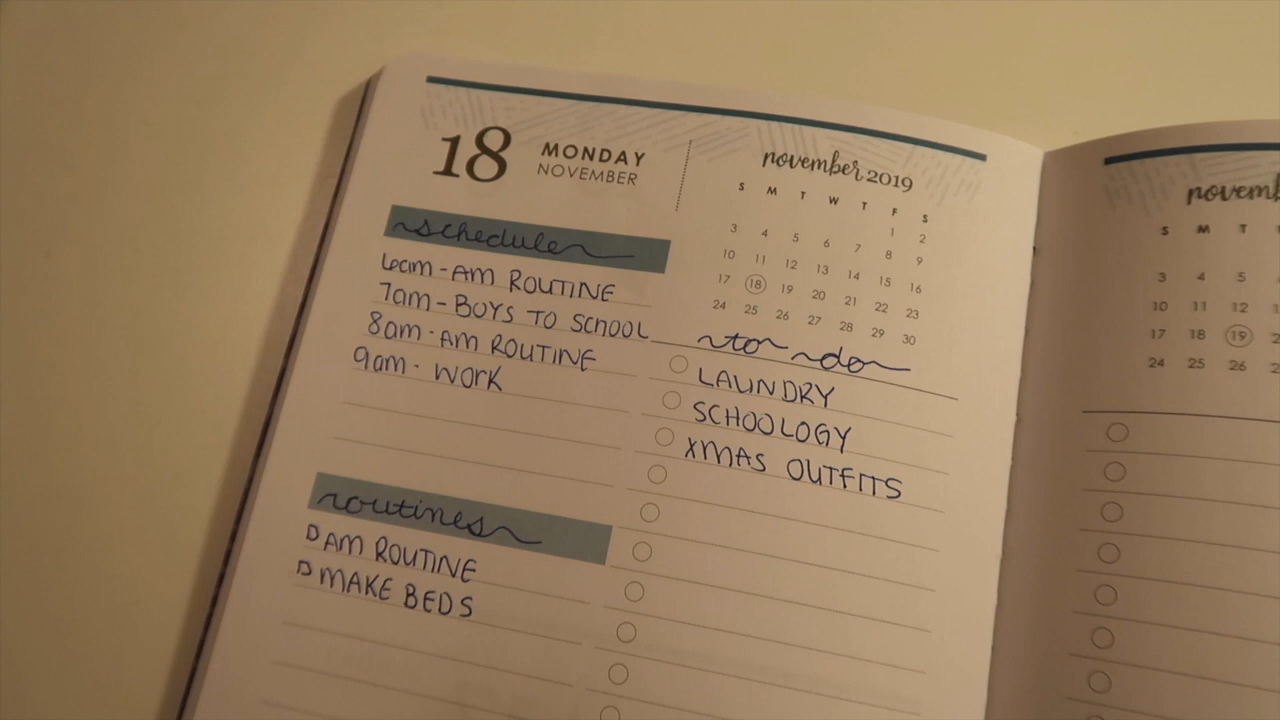 18 MONDAY
NOVEMBER
november 2019
S M T W T F S
1 2
3 4 5 6 7 8 9
10 11 12 13 14 15 16
17 18 19 20 21 22 23
24 25 26 27 28 29 30
schedule
6am - AM ROUTINE
7am - BOYS TO SCHOOL
8am - AM ROUTINE
9am - WORK
to do
LAUNDRY
SCHOOLOGY
XMAS OUTFITS
routines
AM ROUTINE
MAKE BEDS
novemb
S M T
3 4 5
10 11 12
17 18 19
24 25 26